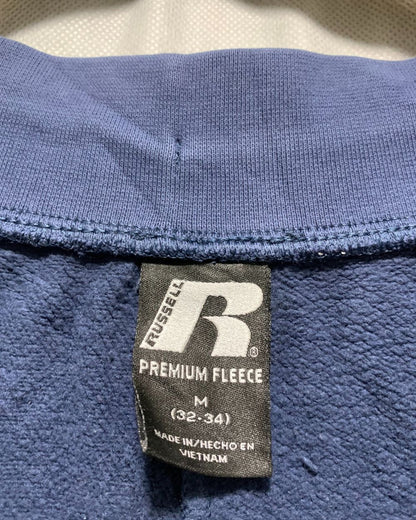 RUSSELL
R®
PREMIUM FLEECE
M
(32-34)
MADE IN/HECHO EN
VIETNAM